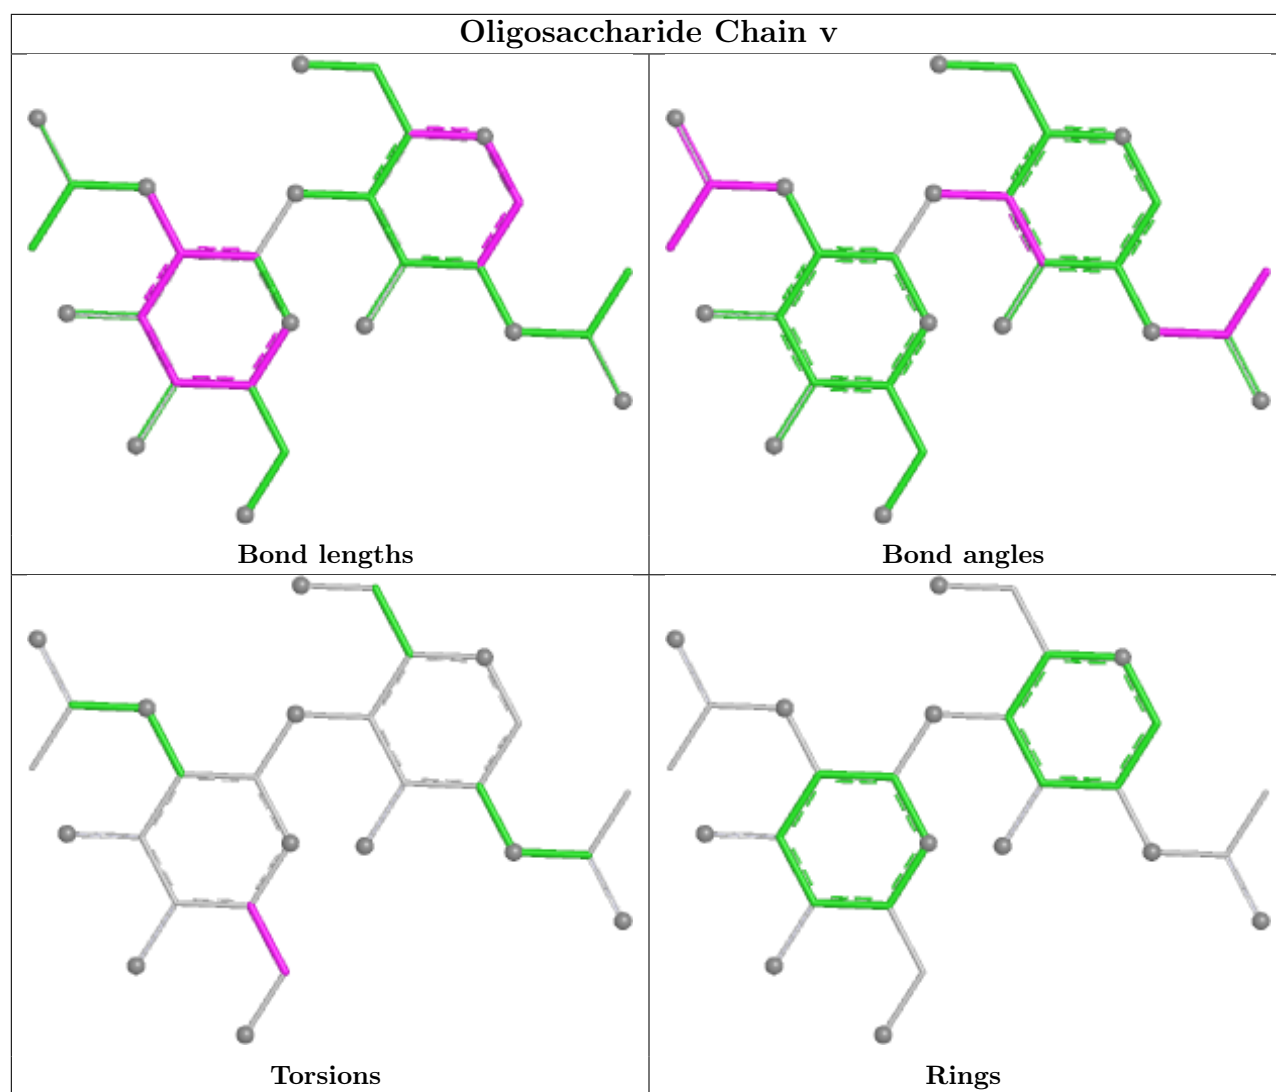 Oligosaccharide Chain v
Bond lengths
Bond angles
Torsions
Rings